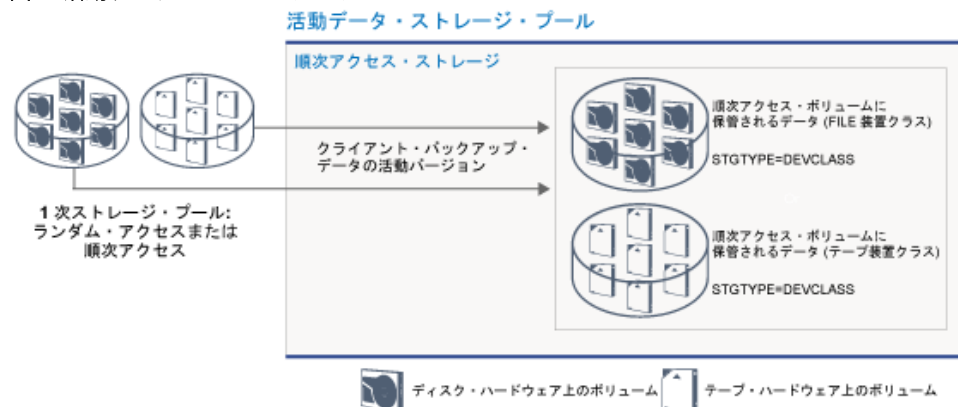 活動データ・ストレージ・プール
順次アクセス・ストレージ
順次アクセス・ボリュームに
保管されるデータ (FILE 装置クラス)
STGTYPE=DEVCLASS
クライアント・バックアップ・
データの活動バージョン
1 次ストレージ・プール:
ランダム・アクセスまたは
順次アクセス
順次アクセス・ボリュームに
保管されるデータ (テープ装置クラス)
STGTYPE=DEVCLASS
ディスク・ハードウェア上のボリューム
テープ・ハードウェア上のボリューム